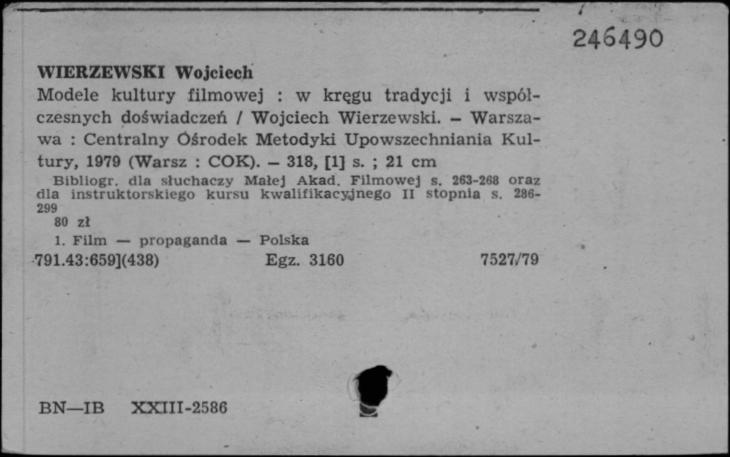 246490
WIERZEWSKI Wojciech
Modele kultury filmowej : w kręgu tradycji i współ-
czesnych doświadczeń / Wojciech Wierzewski. — Warsza-
wa : Centralny Ośrodek Metodyki Upowszechniania Kul-
tury, 1979 (Warsz : COK). — 318, [1] s. ; 21 cm
Bibliogr. dla słuchaczy Małej Akad. Filmowej s. 263-268 oraz
dla instruktorskiego kursu kwalifikacyjnego II stopnia s. 286-
299
80 zł
1. Film — propaganda — Polska
791.43:659](438) Egz. 3160 7527/79
BN—IB XXIII-2586